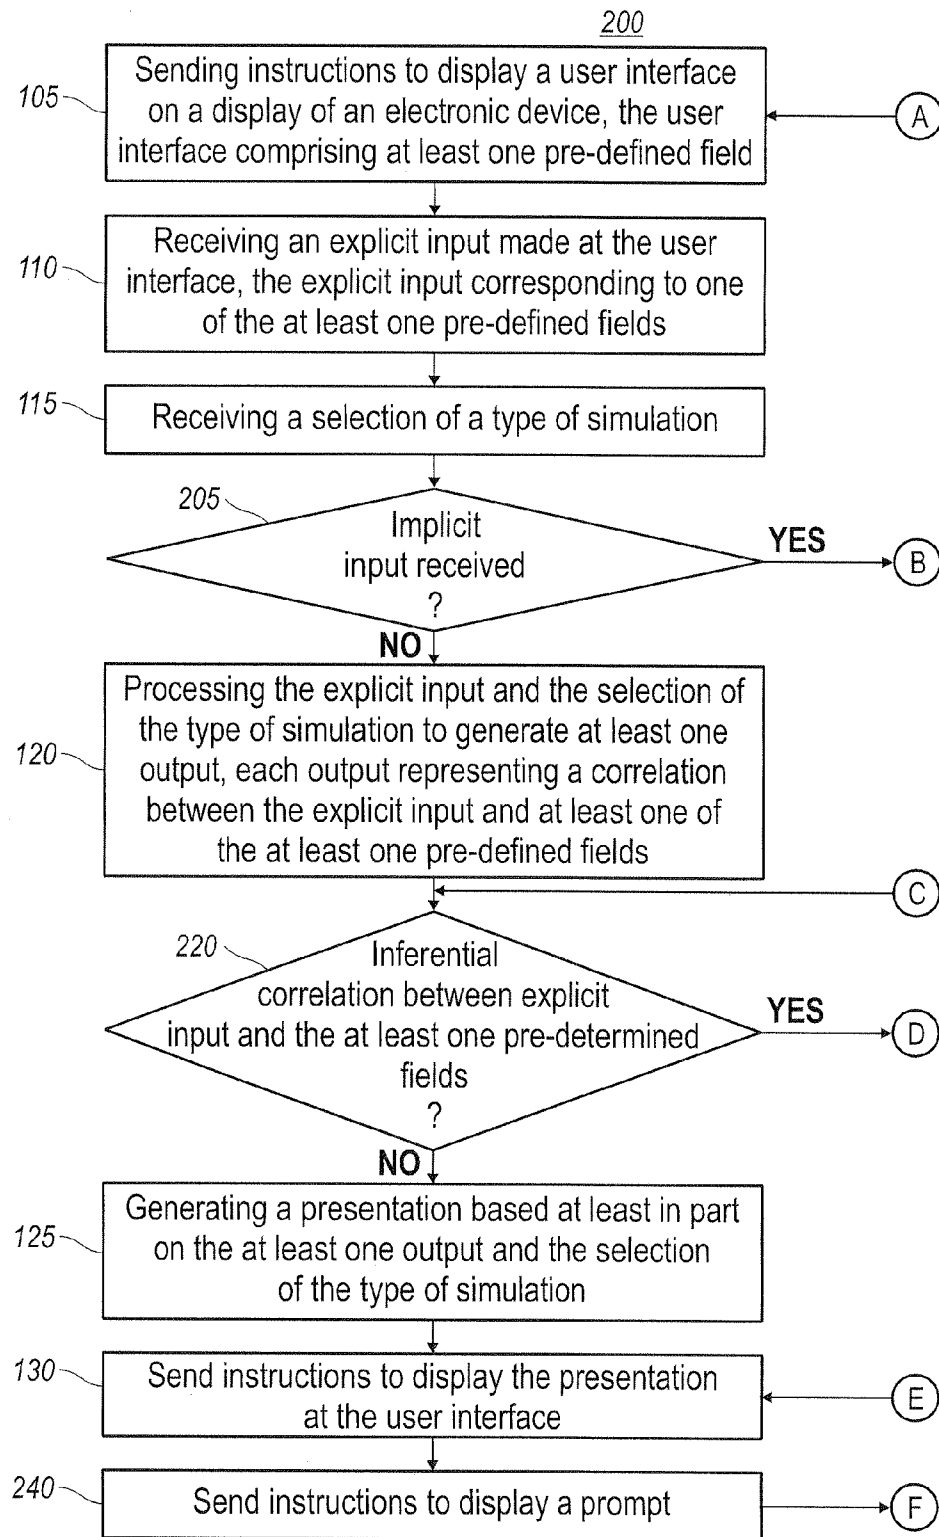 200
105
Sending instructions to display a user interface
on a display of an electronic device, the user
interface comprising at least one pre-defined field
A
110
Receiving an explicit input made at the user
interface, the explicit input corresponding to one
of the at least one pre-defined fields
115
Receiving a selection of a type of simulation
205
Implicit
input received
?
YES
B
NO
120
Processing the explicit input and the selection of
the type of simulation to generate at least one
output, each output representing a correlation
between the explicit input and at least one of
the at least one pre-defined fields
C
220
Inferential
correlation between explicit
input and the at least one pre-determined
fields
?
YES
D
NO
125
Generating a presentation based at least in part
on the at least one output and the selection
of the type of simulation
130
Send instructions to display the presentation
at the user interface
E
240
Send instructions to display a prompt
F